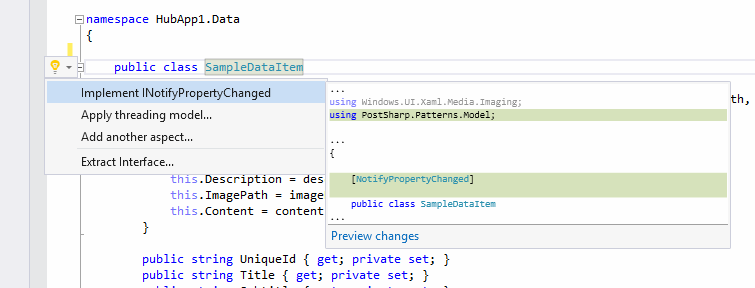 namespace HubApp1.Data
{
public class SampleDataItem
Implement INotifyPropertyChanged
Apply threading model...
Add another aspect...
Extract Interface...
...
using Windows.UI.Xaml.Media.Imaging;
using PostSharp.Patterns.Model;
...
{
[NotifyPropertyChanged]
public class SampleDataItem
...
Preview changes
th,
this.Description = des
this.ImagePath = image
this.Content = content
}
public string UniqueId { get; private set; }
public string Title { get; private set; }